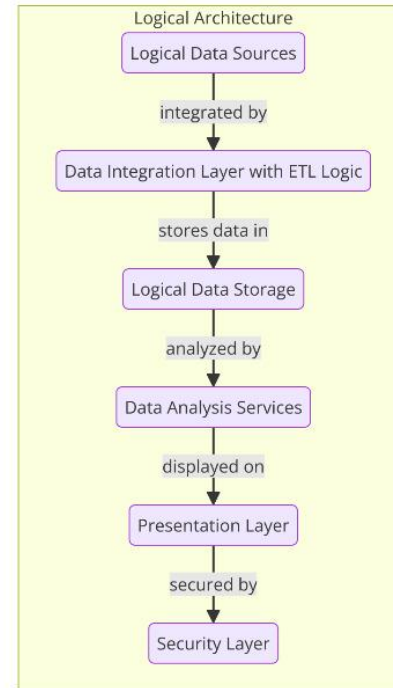 Logical Architecture
Logical Data Sources
integrated by
Data Integration Layer with ETL Logic
stores data in
Logical Data Storage
analyzed by
Data Analysis Services
displayed on
Presentation Layer
secured by
Security Layer